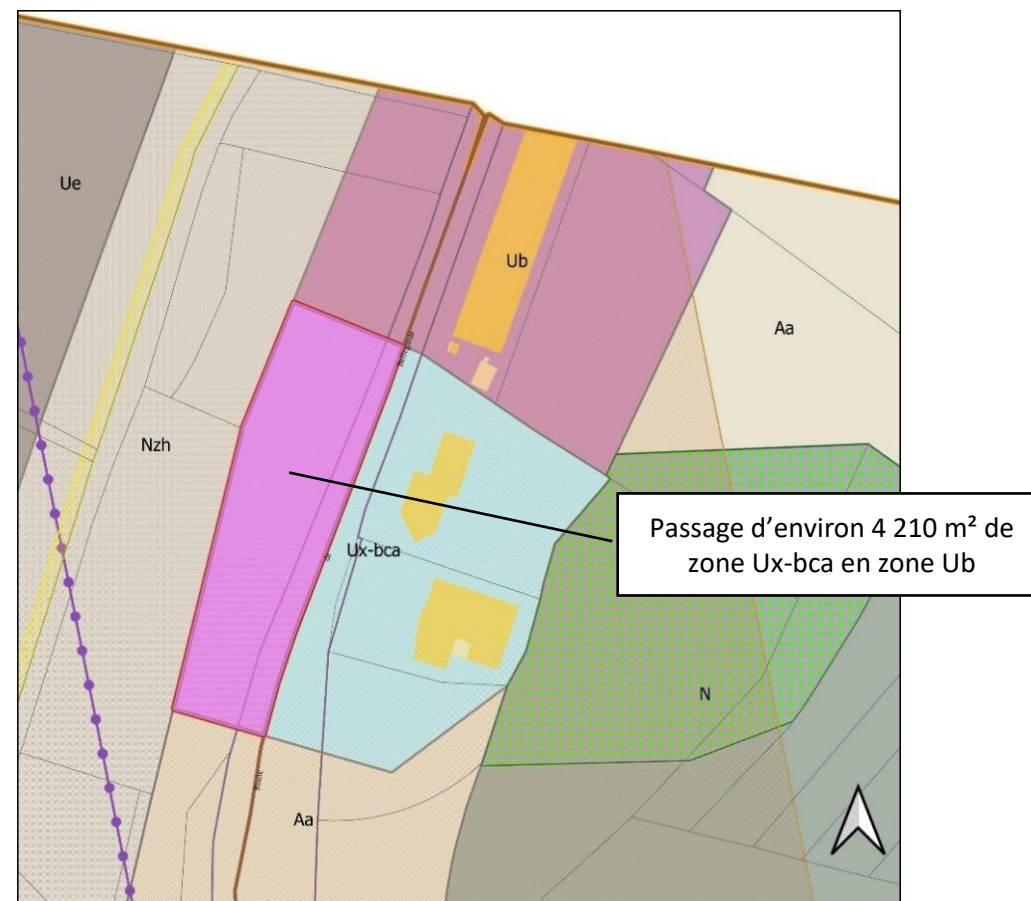 Ue
Ub
Aa
Nzh
Ux-bca
Passage d’environ 4 210 m² de
zone Ux-bca en zone Ub
N
Aa